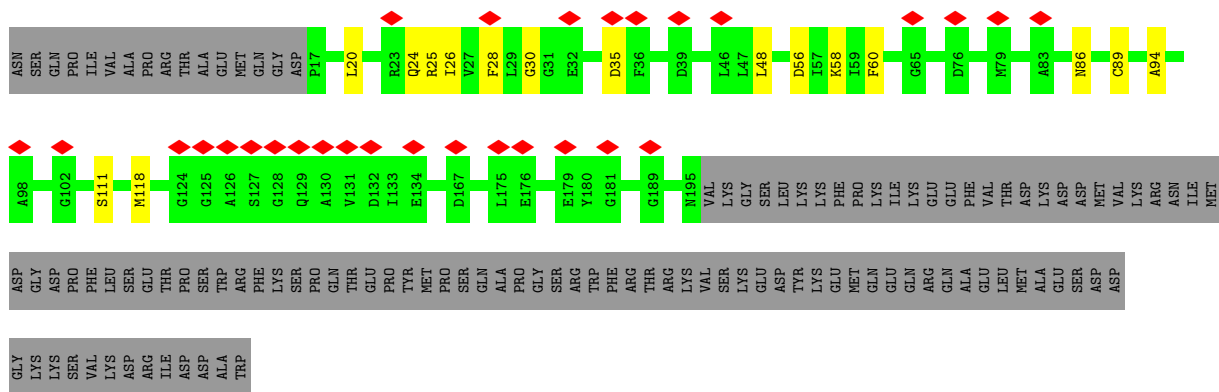 ASN SER GLN PRO ILE VAL ALA PRO ARG THR ALA GLU MET GLN GLY ASP P17 L20 R23 Q24 R25 I26 V27 F28 L29 G30 G31 E32 D35 F36 D39 L46 L47 L48 D56 I57 K58 I59 F60 G65 D76 M79 A83 N86 C89 A94
A98 G102 S111 M118 G124 G125 A126 S127 G128 Q129 A130 V131 D132 I133 E134 D167 L175 E176 E179 Y180 G181 G189 N195 VAL LYS GLY SER LEU LYS LYS PHE PRO LYS ILE LYS GLU GLU PHE VAL THR ASP LYS ASP ASP MET VAL LYS ARG ASN ILE MET
ASP GLY ASP PRO PHE LEU SER GLU THR PRO SER TRP ARG PHE LYS SER PRO GLN THR GLU PRO TYR MET PRO SER GLN ALA PRO GLY SER ARG TRP PHE ARG THR ARG LYS VAL SER LYS GLU ASP TYR LYS GLU MET GLN GLU GLN ARG GLN ALA GLU LEU MET ALA GLU SER ASP ASP
GLY LYS LYS SER VAL LYS ASP ARG ILE ASP ASP ALA TRP